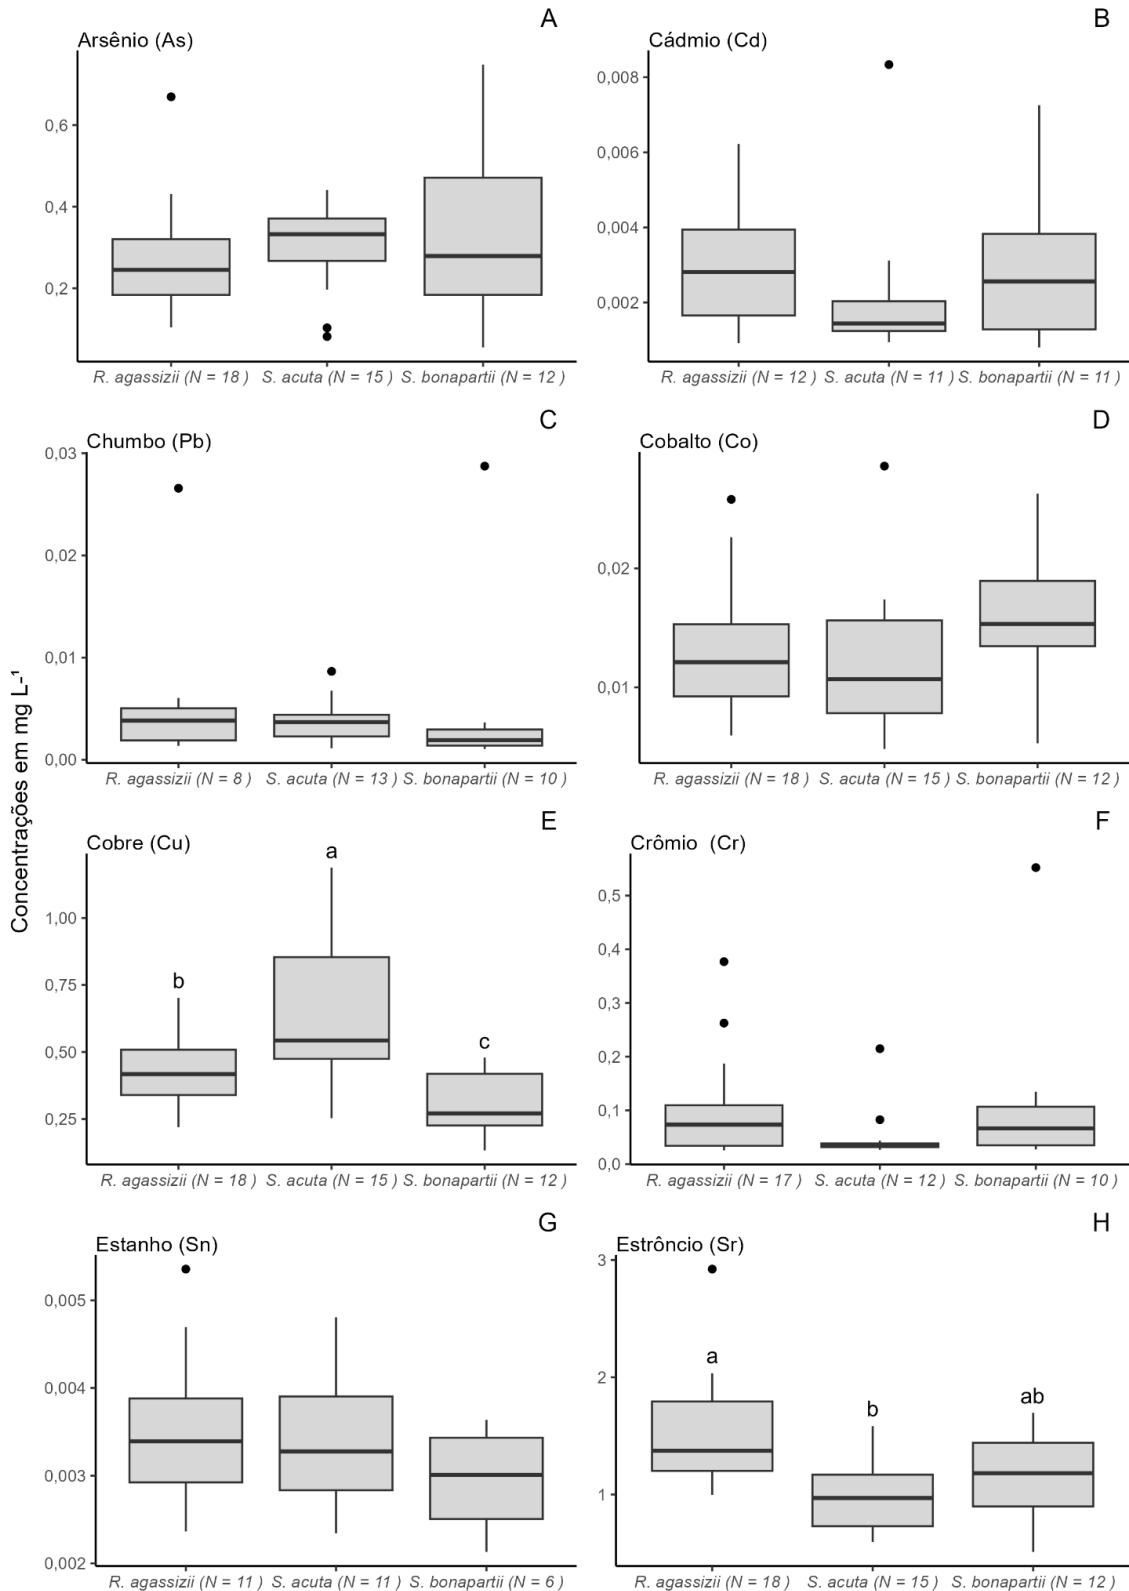 Concentrações em mg L-¹
A
Arsênio (As)
0,6
0,4
0,2
R. agassizii (N = 18 ) S. acuta (N = 15 ) S. bonapartii (N = 12 )
B
Cádmio (Cd)
0,008
0,006
0,004
0,002
R. agassizii (N = 12 ) S. acuta (N = 11 ) S. bonapartii (N = 11 )
C
Chumbo (Pb)
0,03
0,02
0,01
0,00
R. agassizii (N = 8 ) S. acuta (N = 13 ) S. bonapartii (N = 10 )
D
Cobalto (Co)
0,02
0,01
R. agassizii (N = 18 ) S. acuta (N = 15 ) S. bonapartii (N = 12 )
E
Cobre (Cu)
a
b
c
1,00
0,75
0,50
0,25
R. agassizii (N = 18 ) S. acuta (N = 15 ) S. bonapartii (N = 12 )
F
Crômio  (Cr)
0,5
0,4
0,3
0,2
0,1
0,0
R. agassizii (N = 17 ) S. acuta (N = 12 ) S. bonapartii (N = 10 )
G
Estanho (Sn)
0,005
0,004
0,003
0,002
R. agassizii (N = 11 ) S. acuta (N = 11 ) S. bonapartii (N = 6 )
H
Estrôncio (Sr)
3
2
1
a
b
ab
R. agassizii (N = 18 ) S. acuta (N = 15 ) S. bonapartii (N = 12 )